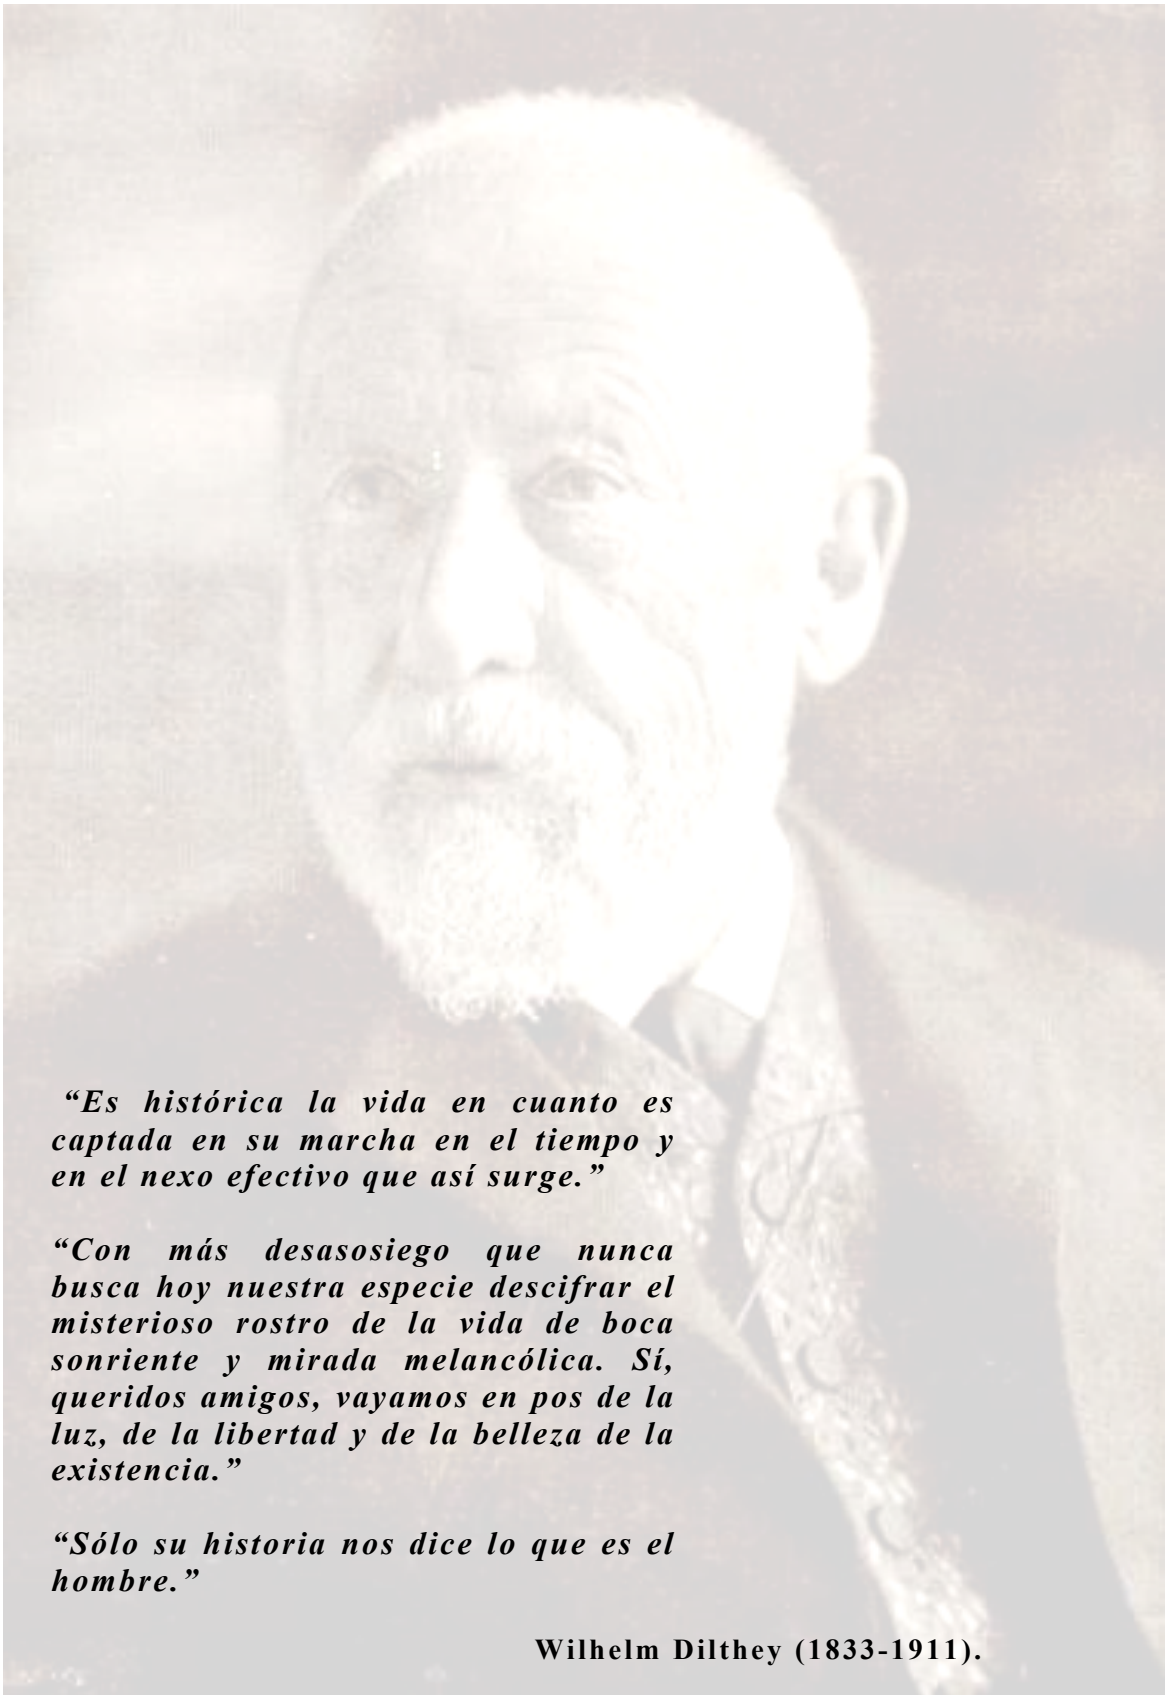 “Es histórica la vida en cuanto es
captada en su marcha en el tiempo y
en el nexo efectivo que así surge.”
“Con más desasosiego que nunca
busca hoy nuestra especie descifrar el
misterioso rostro de la vida de boca
sonriente y mirada melancólica. Sí,
queridos amigos, vayamos en pos de la
luz, de la libertad y de la belleza de la
existencia.”
“Sólo su historia nos dice lo que es el
hombre.”
Wilhelm Dilthey (1833-1911).